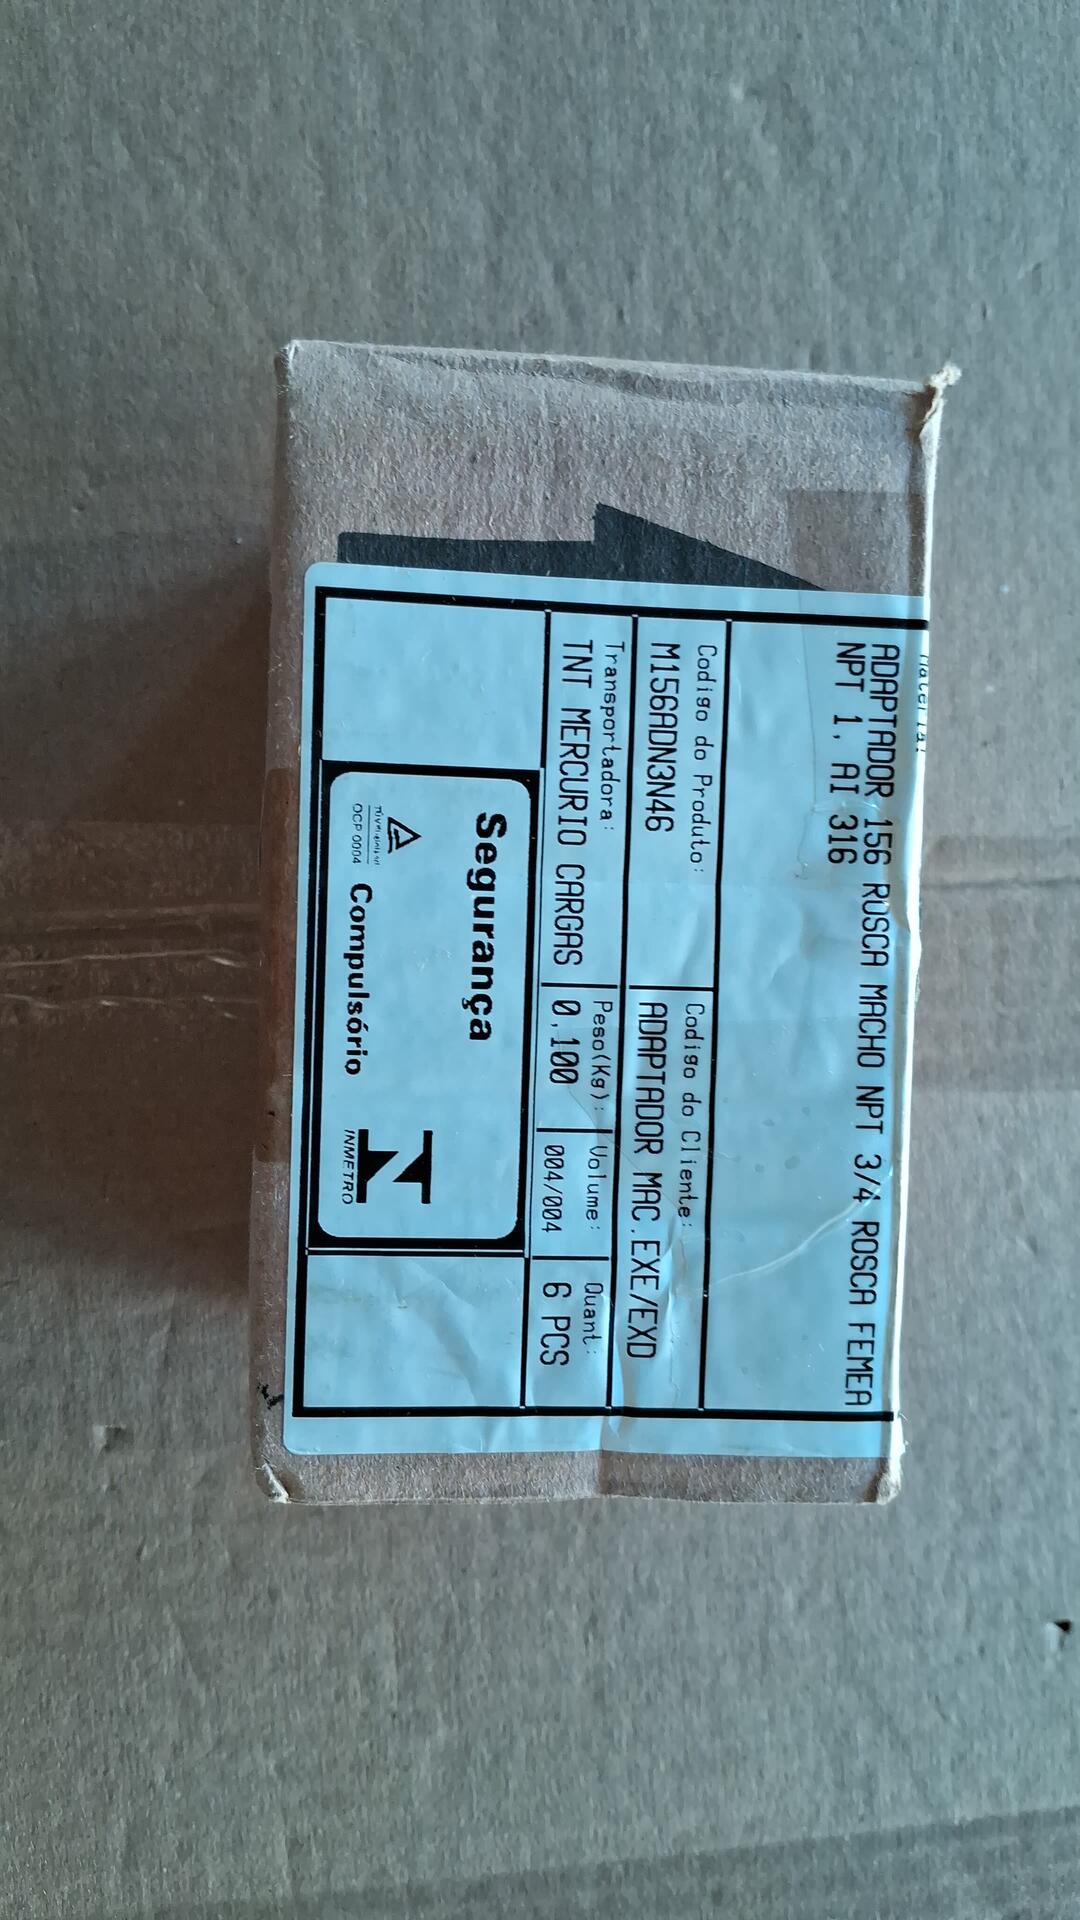 Material:
ADAPTADOR 156 ROSCA MACHO NPT 3/4 ROSCA FEMEA
NPT 1, AI 316
Codigo do Produto:
M156ADN3N46
Codigo do Cliente:
ADAPTADOR MAC.EXE/EXD
Transportadora:
TNT MERCURIO CARGAS
Peso(Kg):
0,100
Volume:
004/004
Quant:
6 PCS
Segurança
OCP 0004
Compulsório
INMETRO